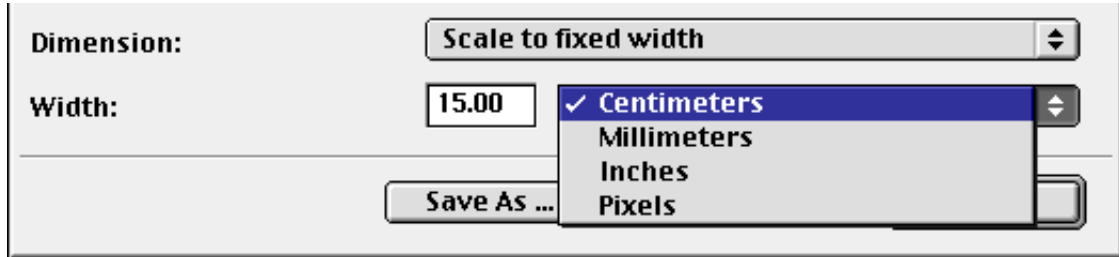 Dimension: Scale to fixed width
Width: 15.00 ✓ Centimeters
Millimeters
Inches
Save As ... Pixels